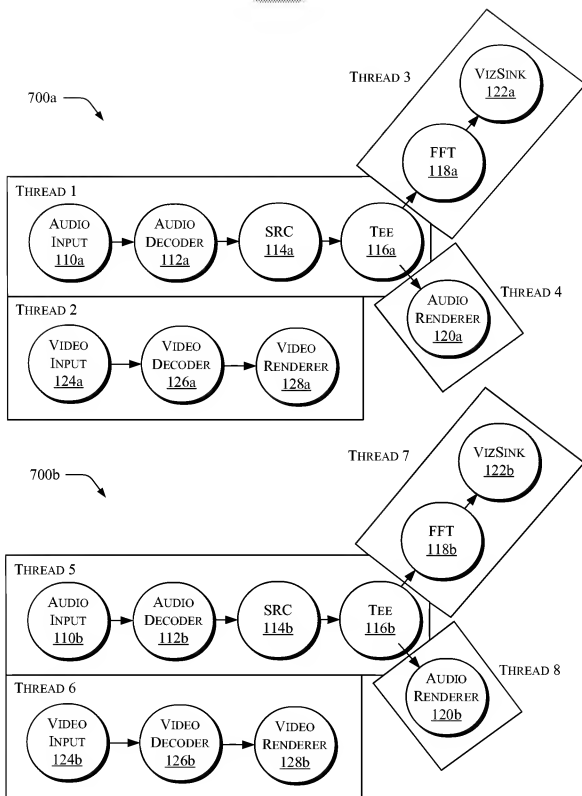 700a
THREAD 3
VIZSINK
122a
FFT
118a
THREAD 1
AUDIO
INPUT
110a
AUDIO
DECODER
112a
SRC
114a
TEE
116a
THREAD 4
AUDIO
RENDERER
120a
THREAD 2
VIDEO
INPUT
124a
VIDEO
DECODER
126a
VIDEO
RENDERER
128a
700b
THREAD 7
VIZSINK
122b
FFT
118b
THREAD 5
AUDIO
INPUT
110b
AUDIO
DECODER
112b
SRC
114b
TEE
116b
THREAD 8
AUDIO
RENDERER
120b
THREAD 6
VIDEO
INPUT
124b
VIDEO
DECODER
126b
VIDEO
RENDERER
128b